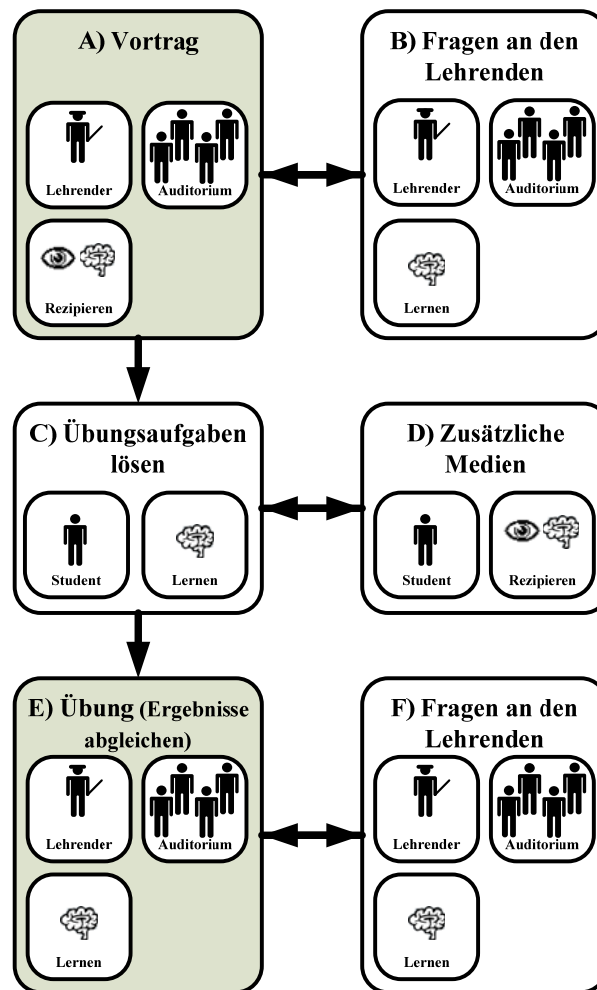 A) Vortrag
Lehrender
Auditorium
Rezipieren
B) Fragen an den
Lehrenden
Lehrender
Auditorium
Lernen
C) Übungsaufgaben
lösen
Student
Lernen
D) Zusätzliche
Medien
Student
Rezipieren
E) Übung (Ergebnisse
abgleichen)
Lehrender
Auditorium
Lernen
F) Fragen an den
Lehrenden
Lehrender
Auditorium
Lernen